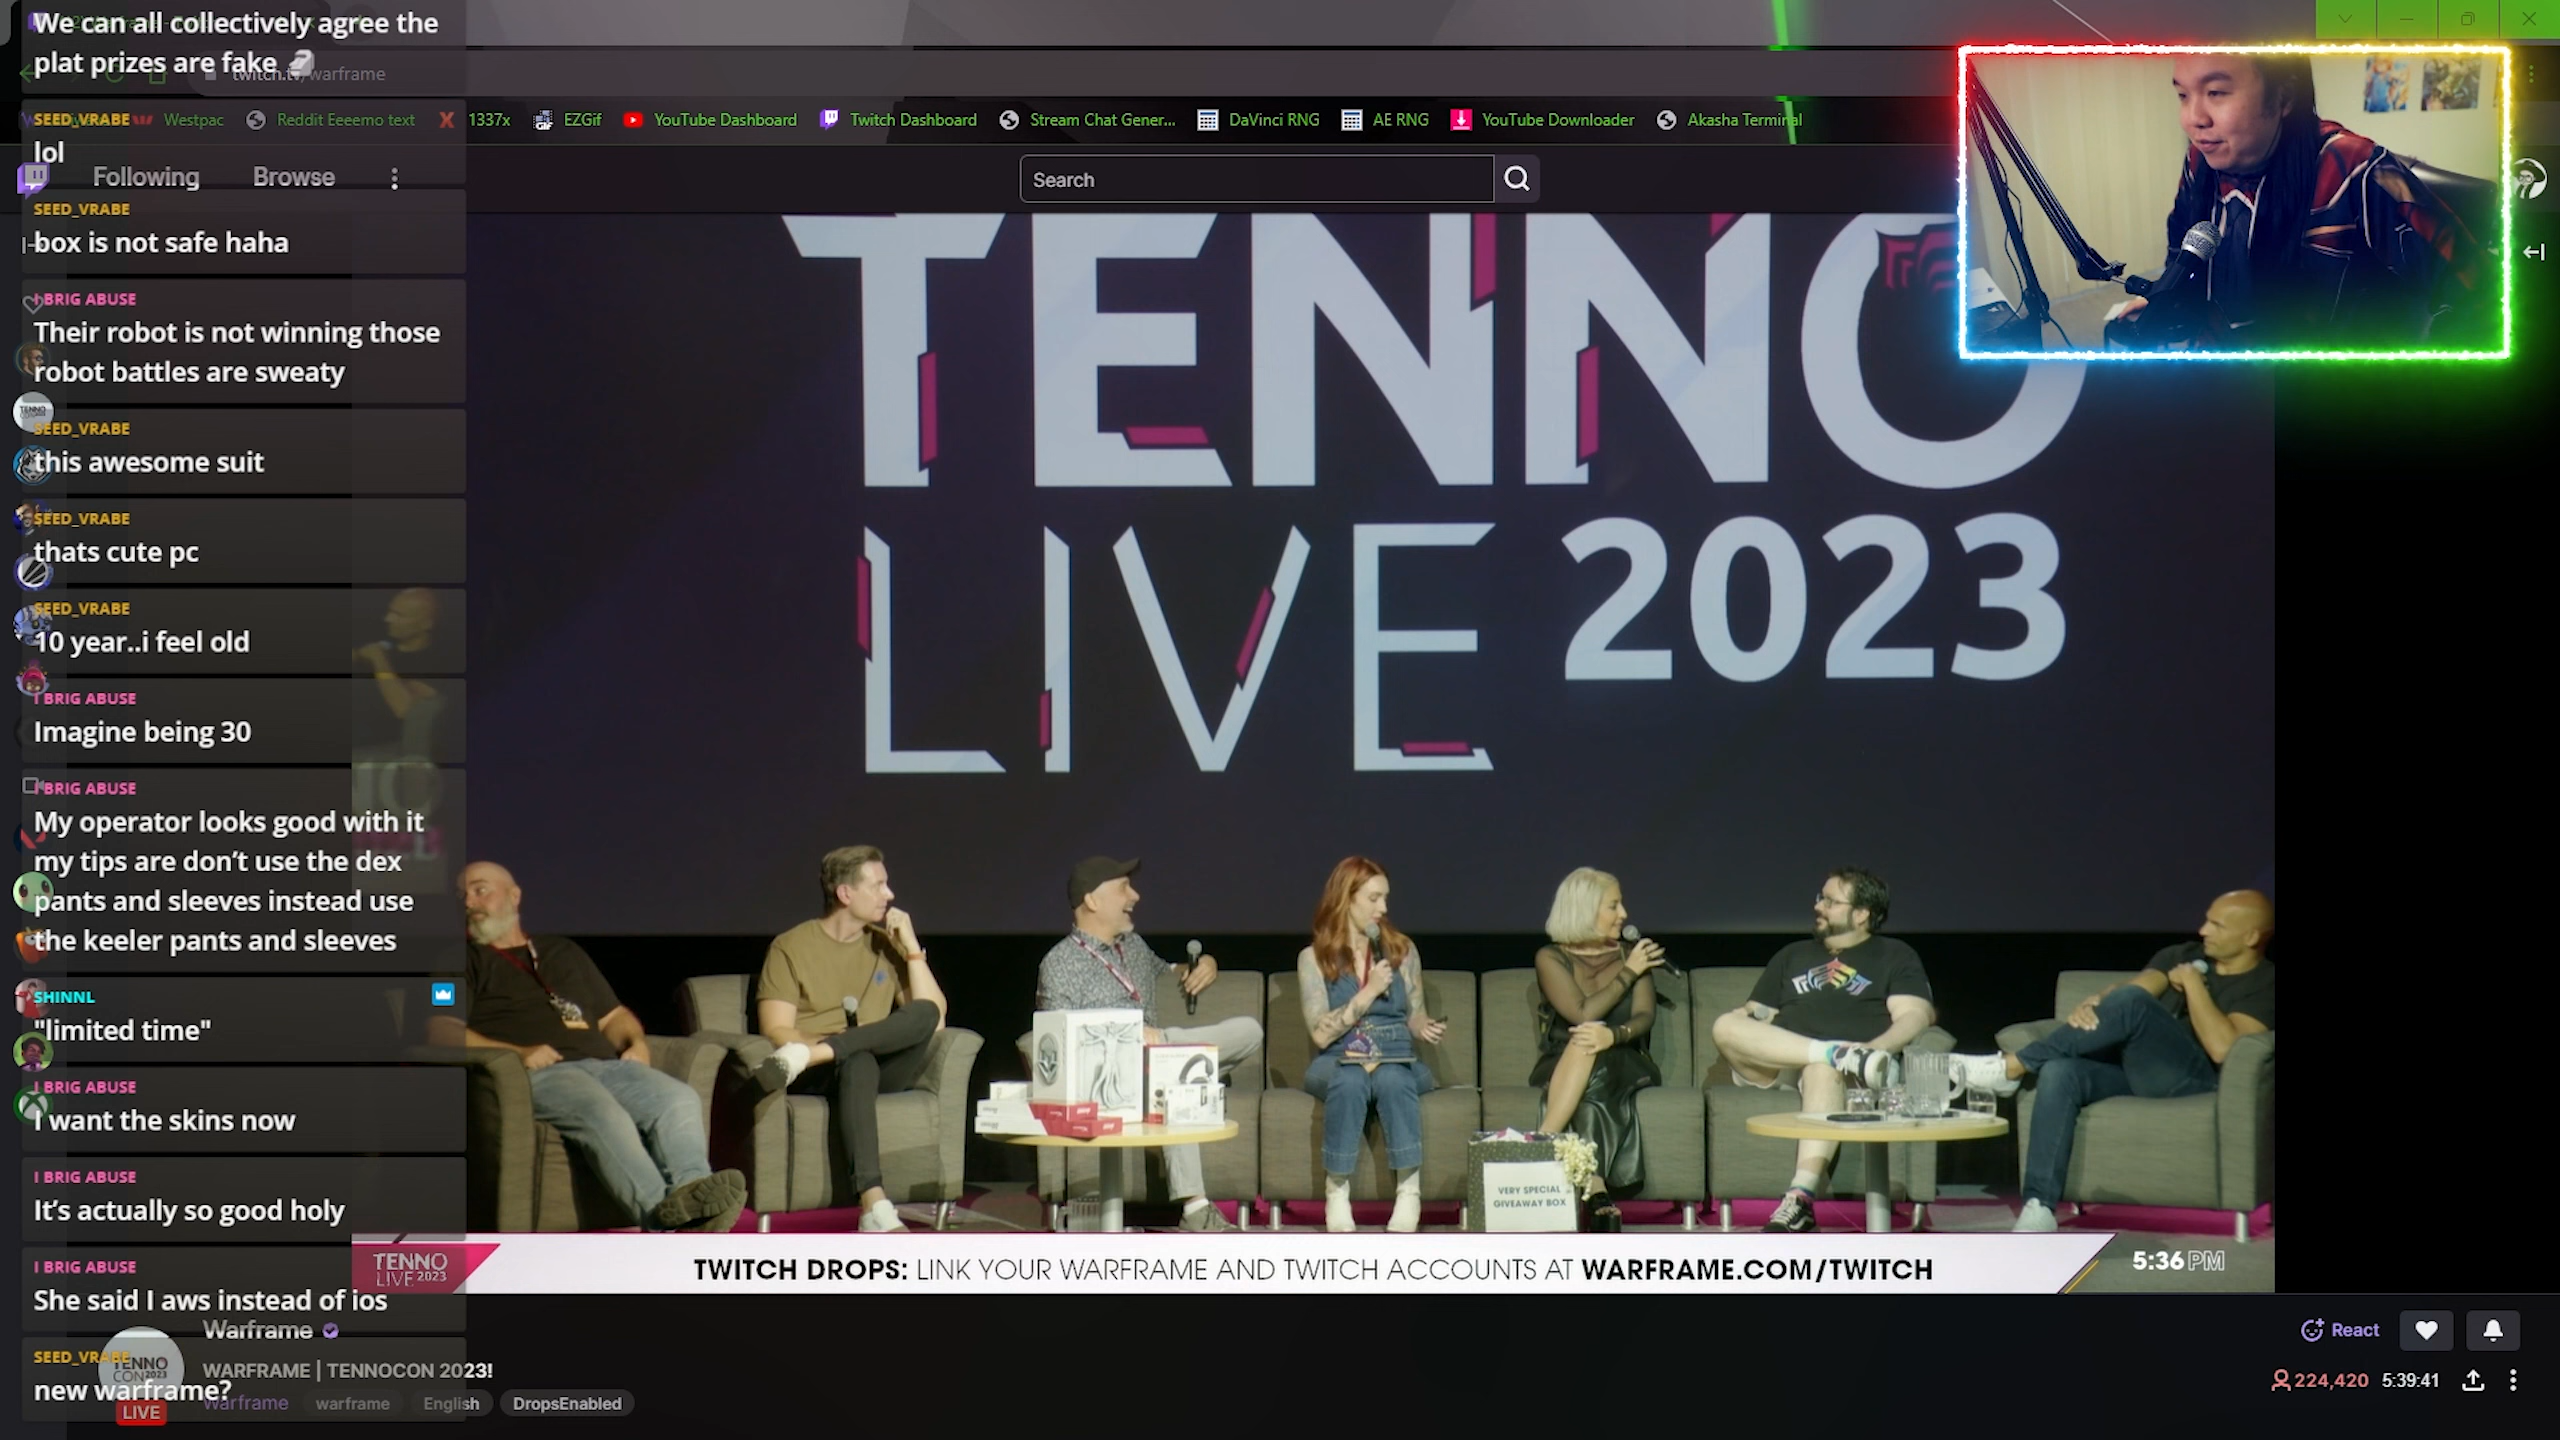 We can all collectively agree the
plat prizes are fake
twitch.tv/warframe
SEED_VRABE
Westpac
Reddit Eeeemo text
1337x
EZGif
YouTube Dashboard
Twitch Dashboard
Stream Chat Gener...
DaVinci RNG
AE RNG
YouTube Downloader
Akasha Terminal
lol
Following
Browse
Search
SEED_VRABE
box is not safe haha
I BRIG ABUSE
Their robot is not winning those
robot battles are sweaty
SEED_VRABE
this awesome suit
SEED_VRABE
thats cute pc
SEED_VRABE
10 year..i feel old
I BRIG ABUSE
Imagine being 30
I BRIG ABUSE
My operator looks good with it
my tips are don’t use the dex
pants and sleeves instead use
the keeler pants and sleeves
SHINNL
"limited time"
I BRIG ABUSE
I want the skins now
I BRIG ABUSE
It’s actually so good holy
I BRIG ABUSE
She said I aws instead of ios
SEED_VRABE
new warframe?
TENNO
LIVE 2023
VERY SPECIAL
GIVEAWAY BOX
TENNO
LIVE 2023
TWITCH DROPS: LINK YOUR WARFRAME AND TWITCH ACCOUNTS AT WARFRAME.COM/TWITCH
5:36 PM
Warframe
TENNO
CON 2023
LIVE
WARFRAME | TENNOCON 2023!
Warframe
warframe
English
DropsEnabled
React
224,420
5:39:41